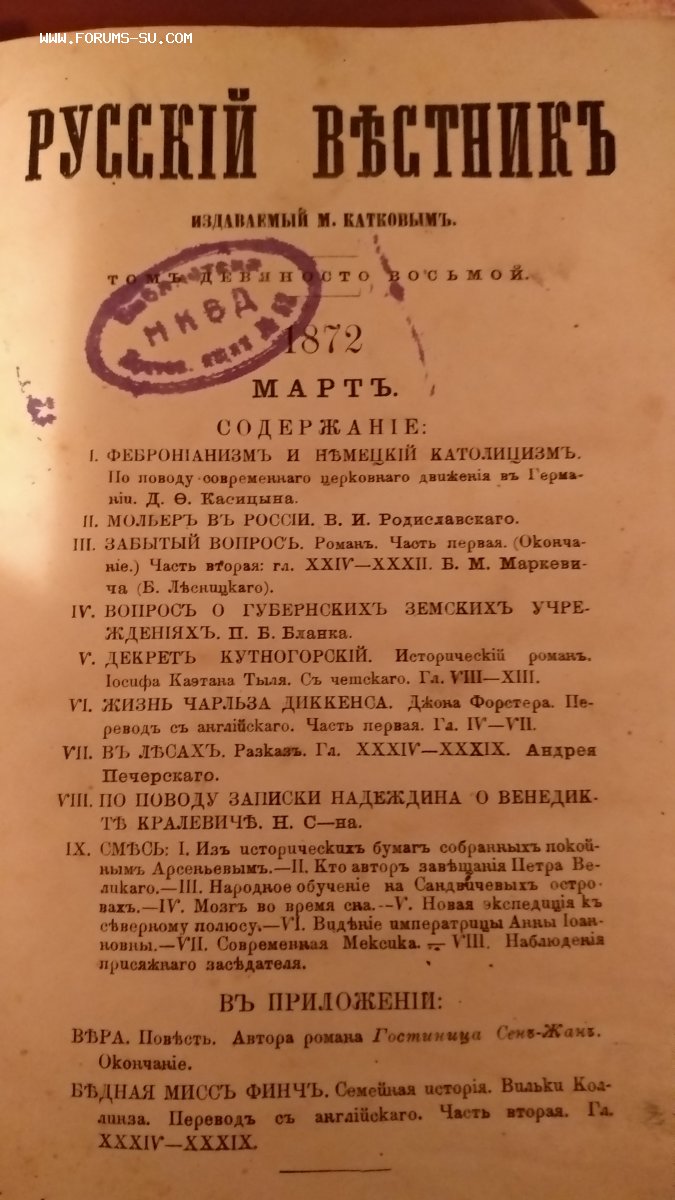 WWW.FORUMS-SU.COM
РУССКІЙ ВѢСТНИКЪ
ИЗДАВАЕМЫЙ М. КАТКОВЫМЪ.
ТОМЪ ДЕВЯНОСТО ВОСЬМОЙ.
Библиотека
НКВД
ящик №
1872
МАРТЪ.
СОДЕРЖАНІЕ:
I. ФЕБРОНІАНИЗМЪ И НѢМЕЦКІЙ КАТОЛИЦИЗМЪ.
По поводу современнаго церковнаго движенія въ Герма-
ніи. Д. Ѳ. Касицына.
II. МОЛЬЕРЪ ВЪ РОССІИ. В. И. Родиславскаго.
III. ЗАБЫТЫЙ ВОПРОСЪ. Романъ. Часть первая. (Оконча-
ніе.) Часть вторая: гл. XXIV—XXXII. Б. М. Маркеви-
ча (Б. Лѣсницкаго).
IV. ВОПРОСЪ О ГУБЕРНСКИХЪ ЗЕМСКИХЪ УЧРЕ-
ЖДЕНІЯХЪ. П. Б. Бланка.
V. ДЕКРЕТЪ КУТНОГОРСКІЙ. Историческій романъ.
Іосифа Каэтана Тыля. Съ чешскаго. Гл. VIII—XIII.
VI. ЖИЗНЬ ЧАРЛЬЗА ДИККЕНСА. Джона Форстера. Пе-
реводъ съ англійскаго. Часть первая. Гл. IV—VII.
VII. ВЪ ЛѢСАХЪ. Разказъ. Гл. XXXIV—XXXIX. Андрея
Печерскаго.
VIII. ПО ПОВОДУ ЗАПИСКИ НАДЕЖДИНА О ВЕНЕДИК-
ТѢ КРАЛЕВИЧѢ. Н. С—на.
IX. СМѢСЬ: I. Изъ историческихъ бумагъ собранныхъ покой-
нымъ Арсеньевымъ.—II. Кто авторъ завѣщанія Петра Ве-
ликаго.—III. Народное обученіе на Сандвичевыхъ остро-
вахъ.—IV. Мозгъ во время сна.--V. Новая экспедиція къ
сѣверному полюсу.—VI. Видѣніе императрицы Анны Іоан-
новны.—VII. Современная Мексика. — VIII. Наблюденія
присяжнаго засѣдателя.
ВЪ ПРИЛОЖЕНІИ:
ВѢРА. Повѣсть. Автора романа Гостиница Сенъ-Жанъ.
Окончаніе.
БѢДНАЯ МИССЪ ФИНЧЪ. Семейная исторія. Вильки Кол-
линза. Переводъ съ англійскаго. Часть вторая. Гл.
XXXIV—XXXIX.